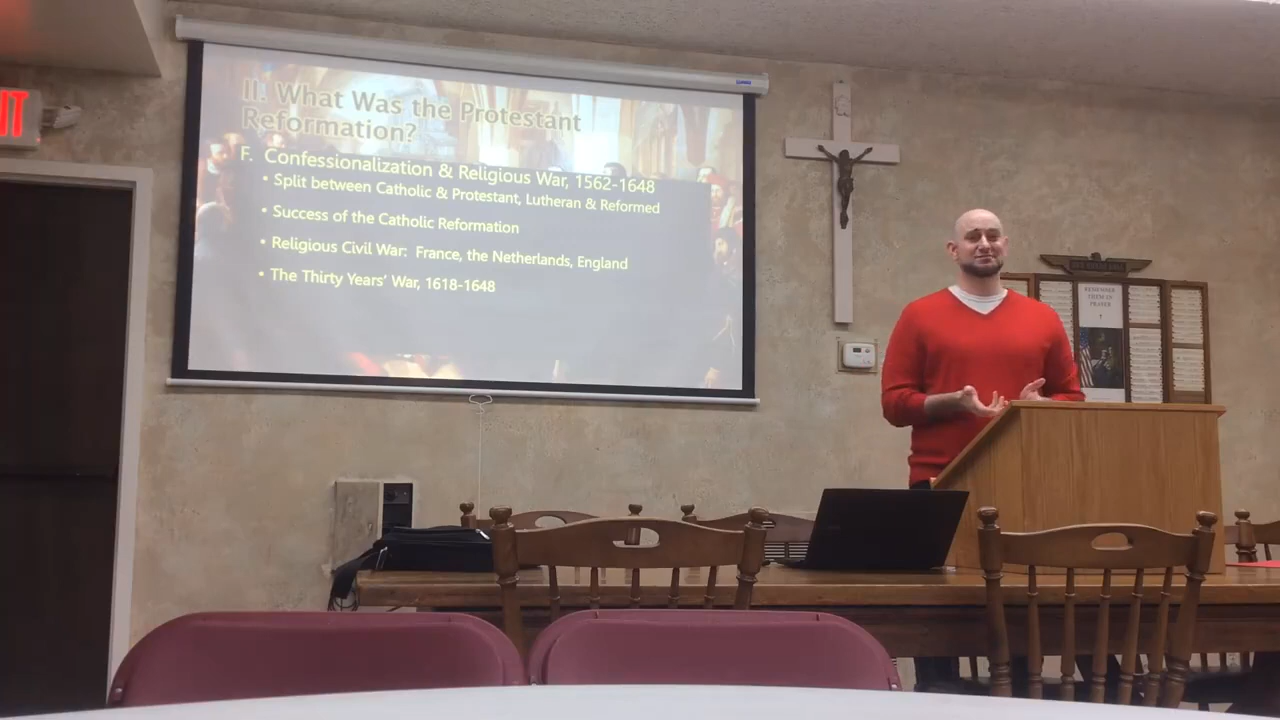 IT
II. What Was the Protestant
Reformation?
F. Confessionalization & Religious War, 1562-1648
• Split between Catholic & Protestant, Lutheran & Reformed
• Success of the Catholic Reformation
• Religious Civil War: France, the Netherlands, England
• The Thirty Years' War, 1618-1648
REMEMBER
THEM IN
PRAYER